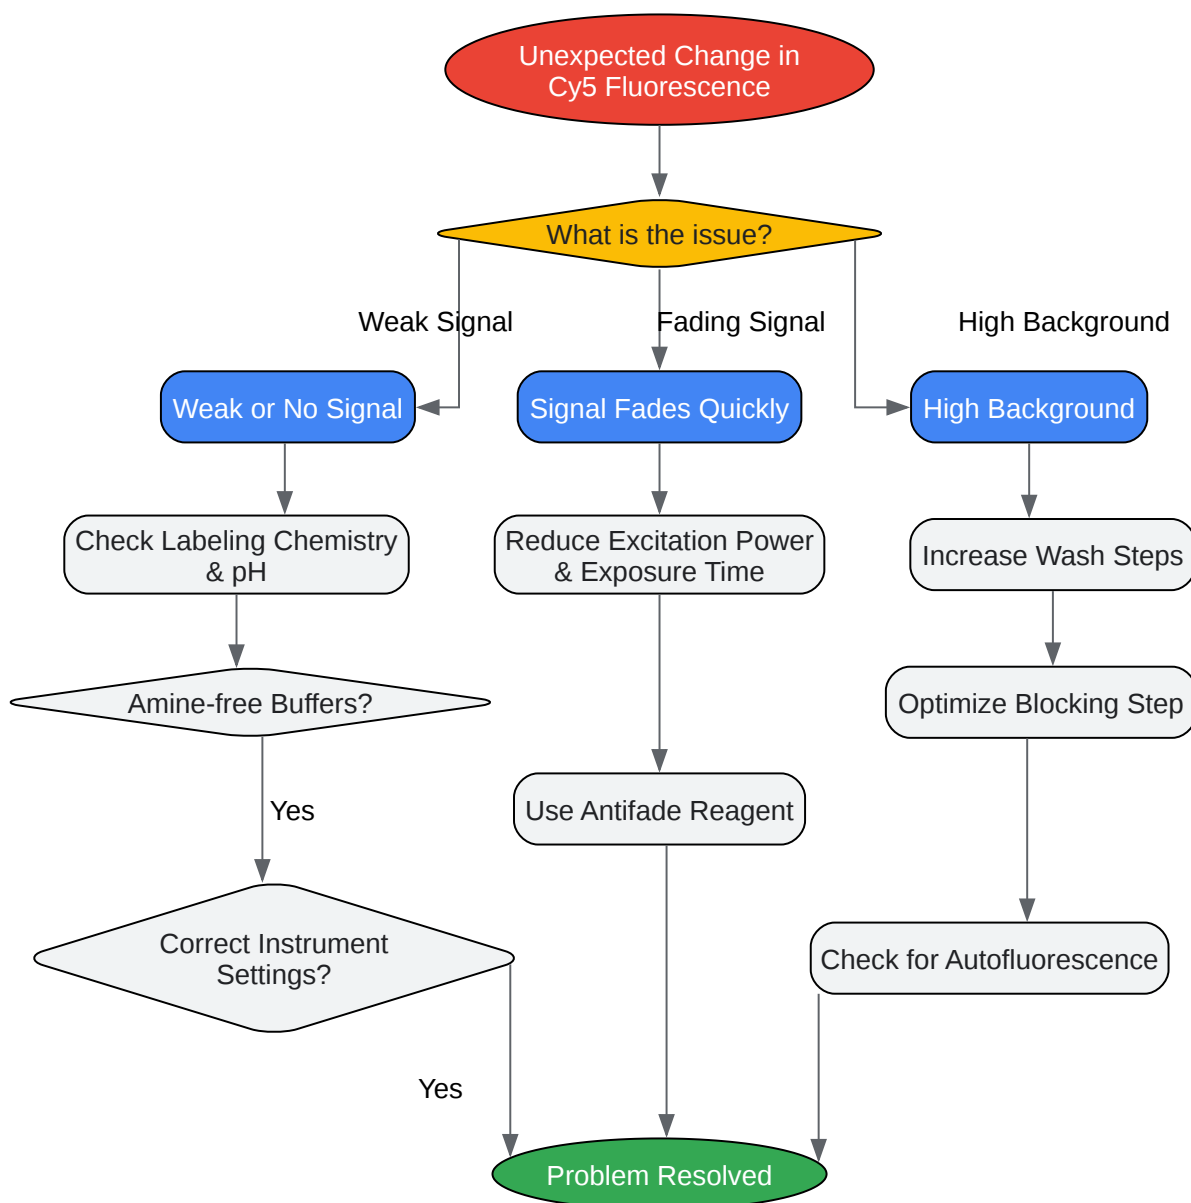 Unexpected Change in
Cy5 Fluorescence
What is the issue?
Weak Signal
Fading Signal
High Background
Weak or No Signal
Signal Fades Quickly
High Background
Check Labeling Chemistry
& pH
Reduce Excitation Power
& Exposure Time
Increase Wash Steps
Amine-free Buffers?
Optimize Blocking Step
Yes
Use Antifade Reagent
Correct Instrument
Settings?
Check for Autofluorescence
Yes
Problem Resolved